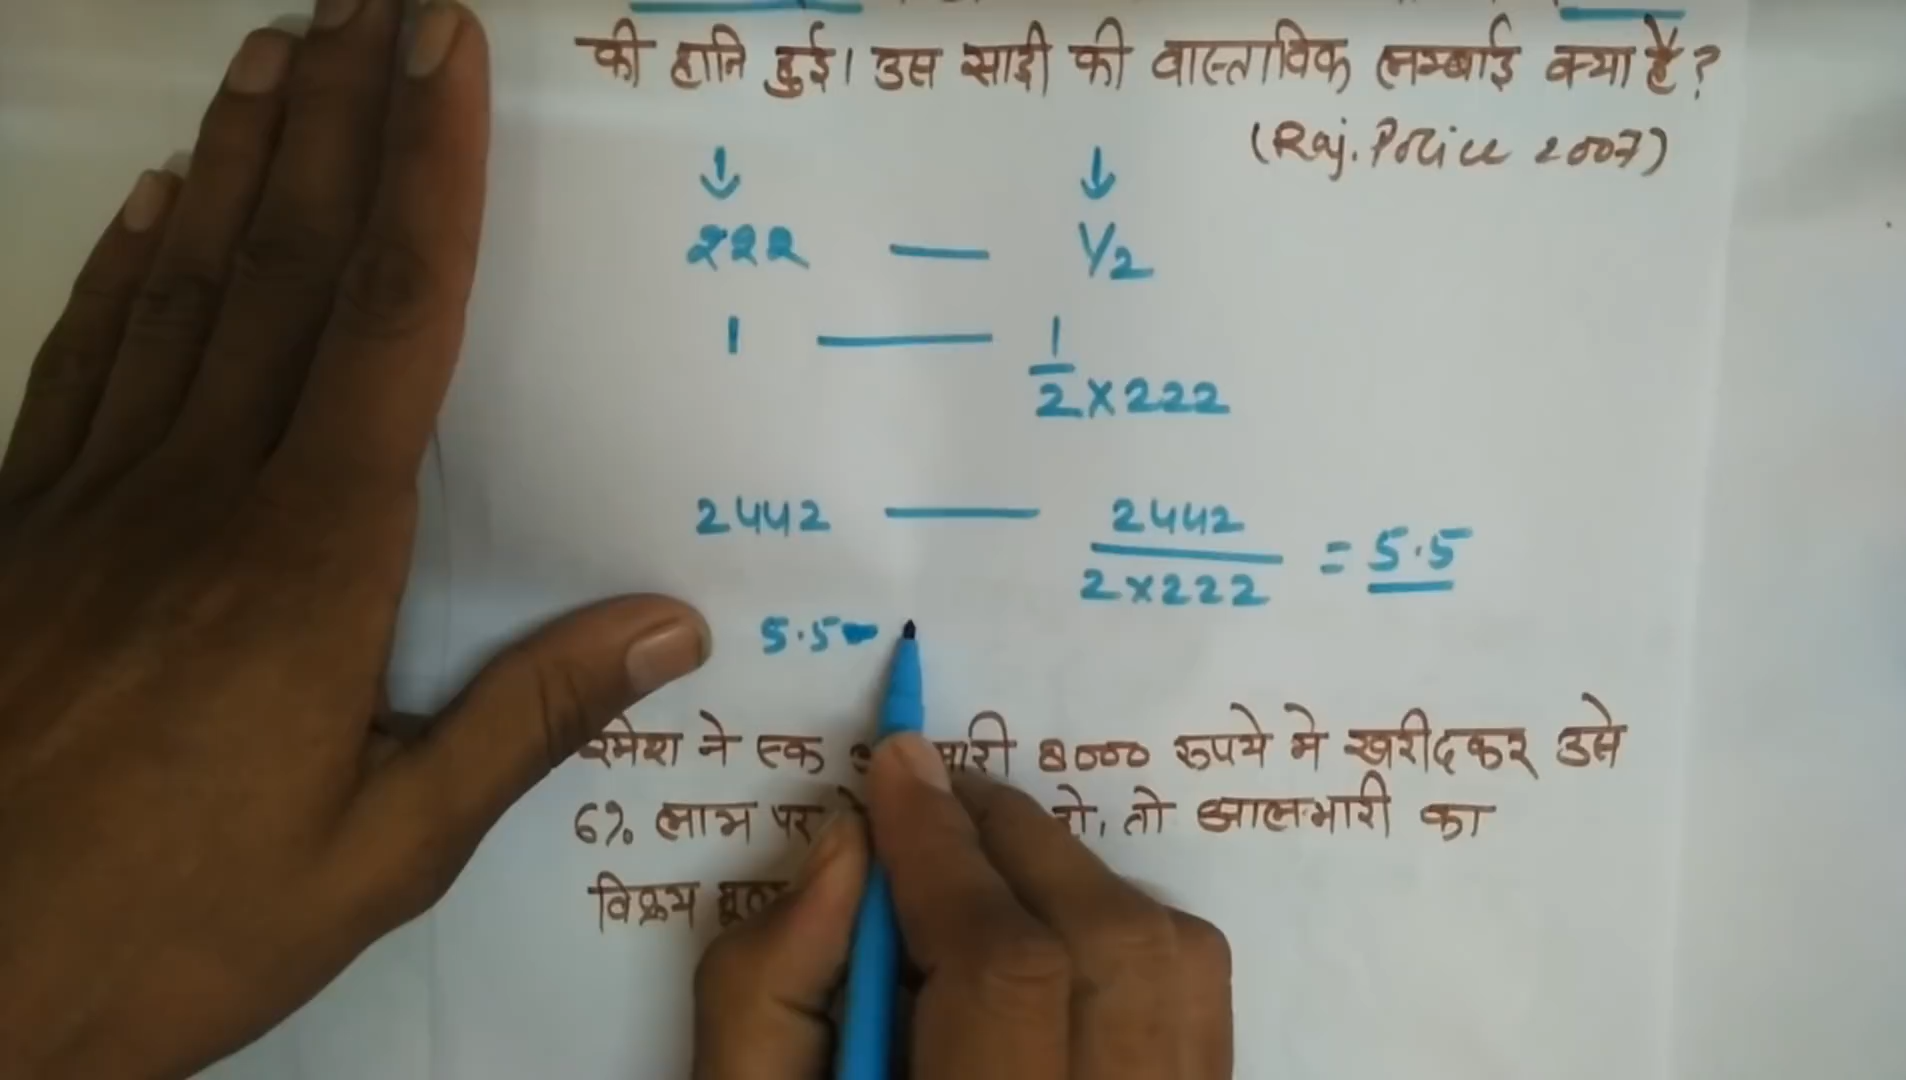 की हानि हुई। उस साडी की वास्तविक लम्बाई क्या है?
(Raj. Police 2007)
222 — 1/2
1 — 1/2 × 222
2442 — 2442/2×222 = 5.5
5.5 -
रमेश ने एक 8000 रूपये मे खरीदकर उसे
6% लाभ पर तो आलमारी का
विक्रय